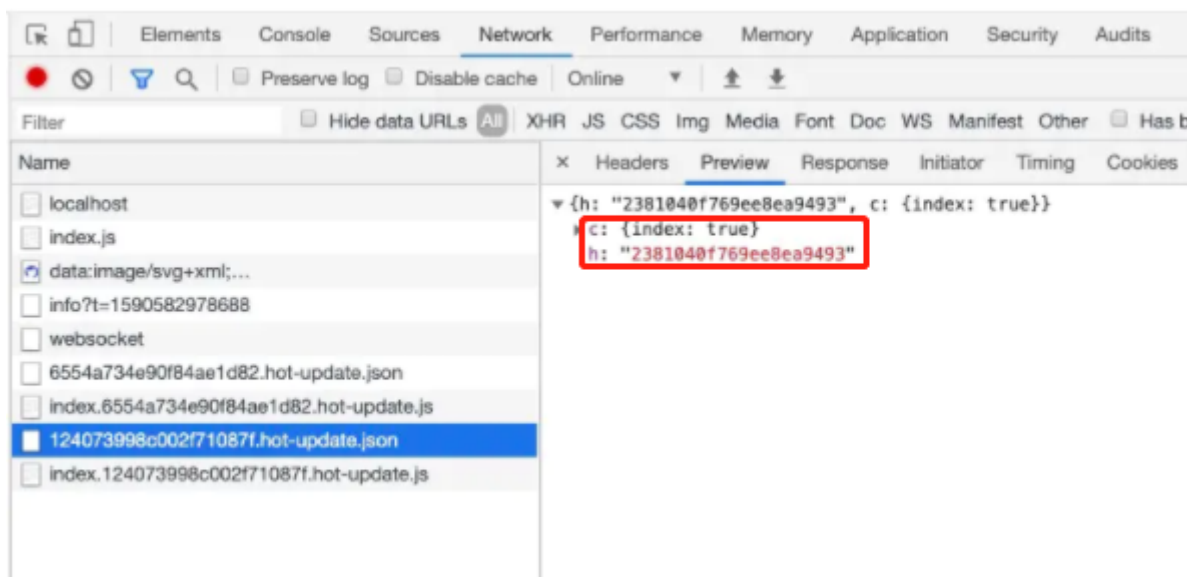 Elements Console Sources Network Performance Memory Application Security Audits
Preserve log Disable cache Online
Filter Hide data URLs All XHR JS CSS Img Media Font Doc WS Manifest Other Has b
Name × Headers Preview Response Initiator Timing Cookies
localhost
index.js
data:image/svg+xml;...
info?t=1590582978688
websocket
6554a734e90f84ae1d82.hot-update.json
index.6554a734e90f84ae1d82.hot-update.js
124073998c002f71087f.hot-update.json
index.124073998c002f71087f.hot-update.js
▼{h: "2381040f769ee8ea9493", c: {index: true}}
c: {index: true}
h: "2381040f769ee8ea9493"